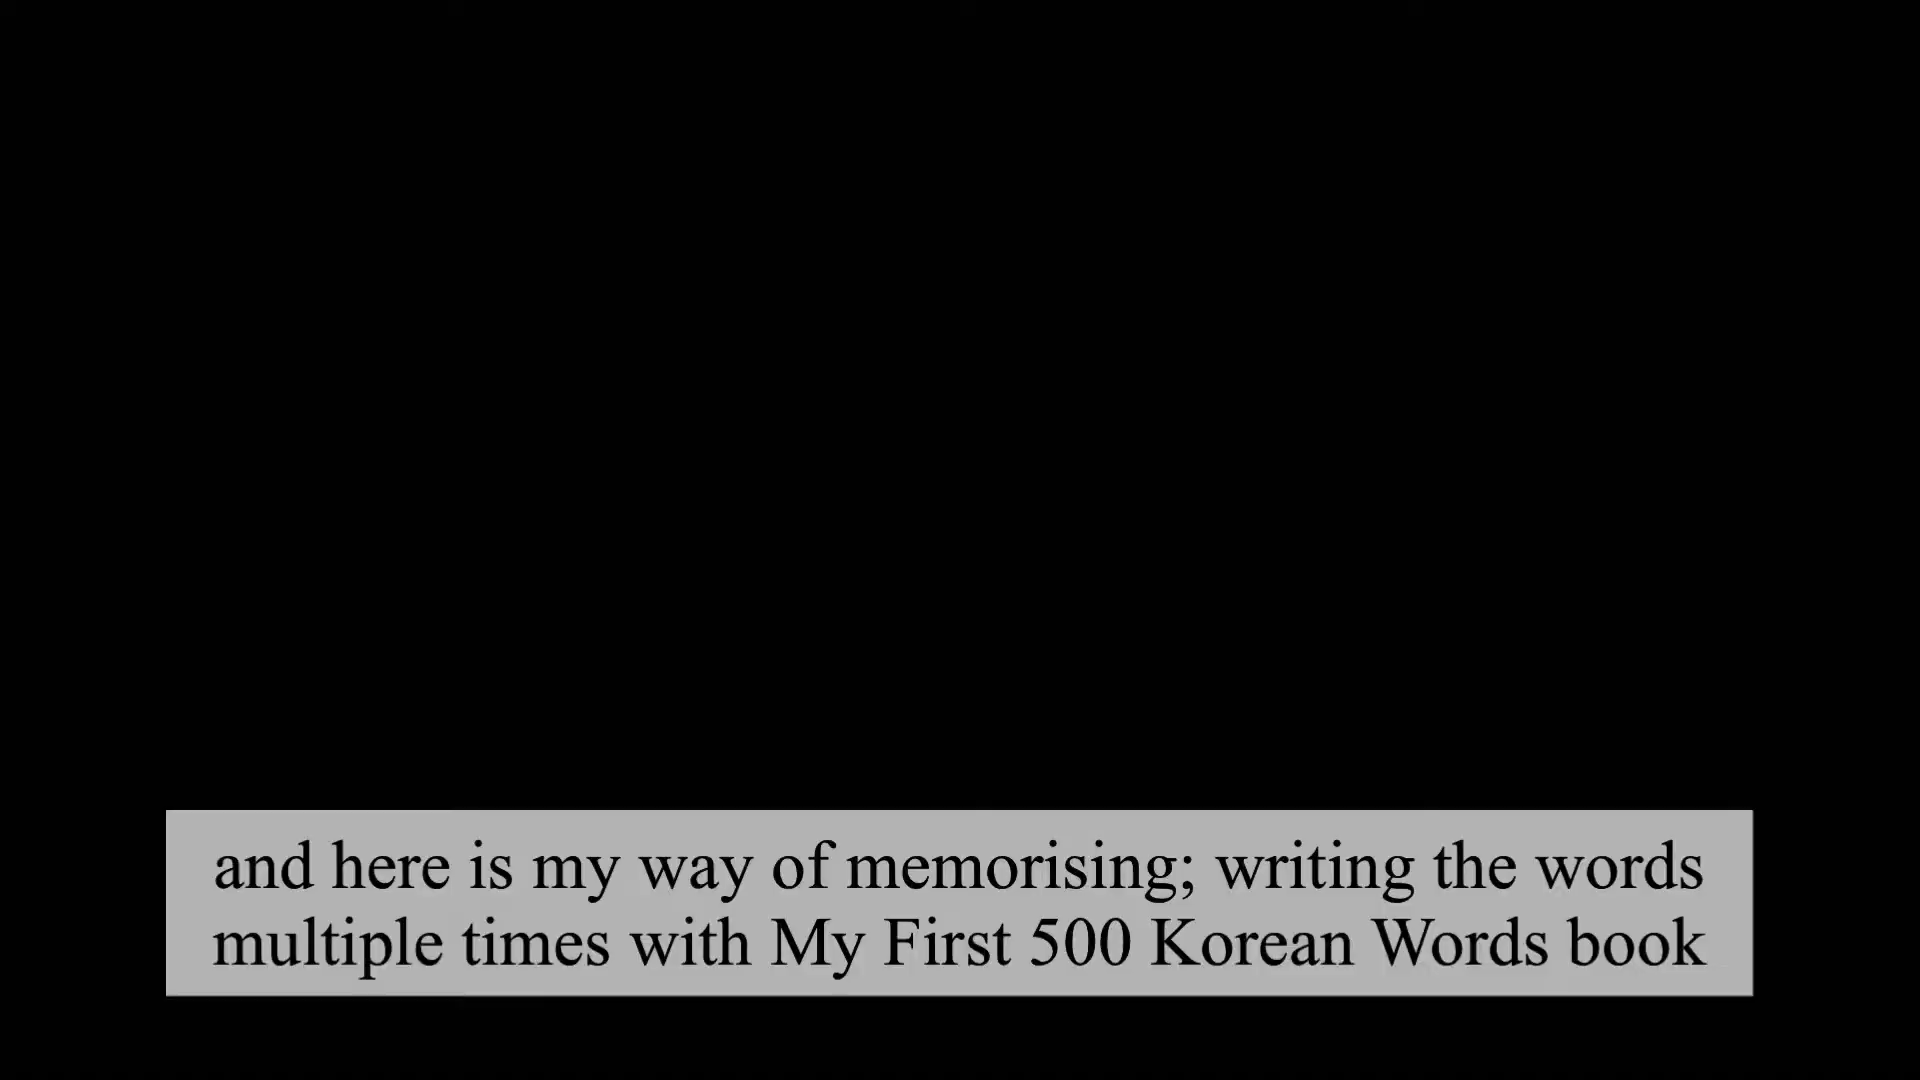 and here is my way of memorising; writing the words
multiple times with My First 500 Korean Words book